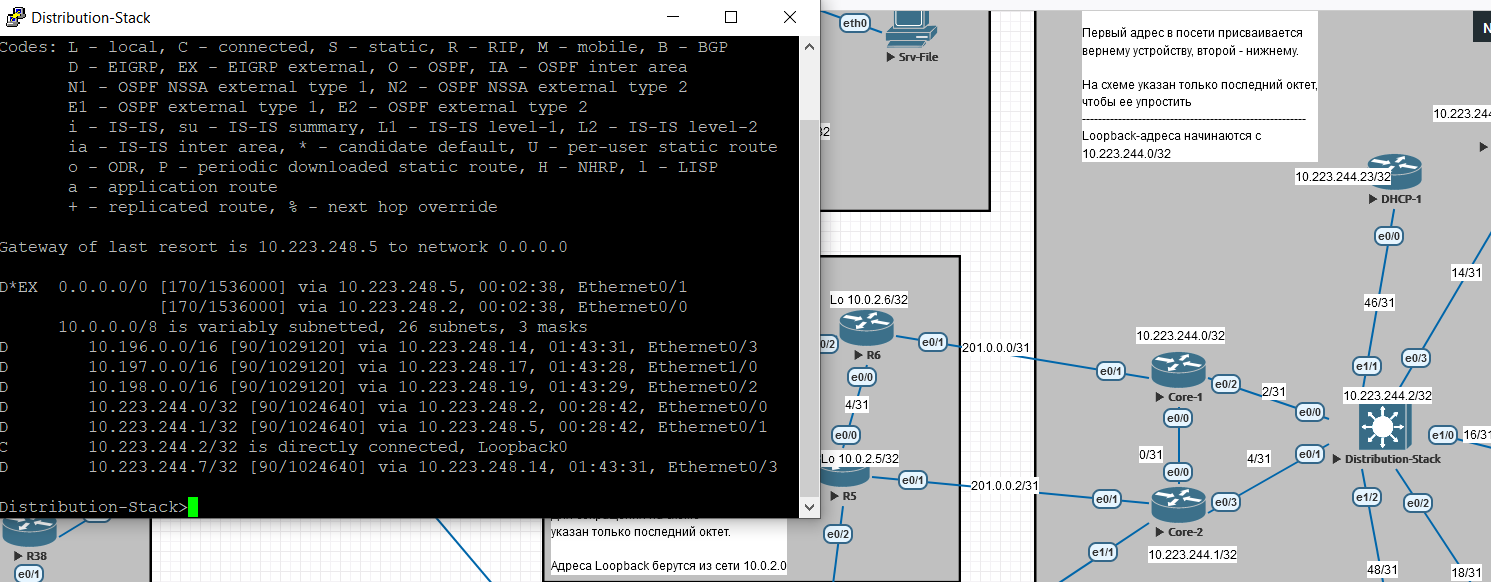 Distribution-Stack
Codes: L - local, C - connected, S - static, R - RIP, M - mobile, B - BGP
D - EIGRP, EX - EIGRP external, O - OSPF, IA - OSPF inter area
N1 - OSPF NSSA external type 1, N2 - OSPF NSSA external type 2
E1 - OSPF external type 1, E2 - OSPF external type 2
i - IS-IS, su - IS-IS summary, L1 - IS-IS level-1, L2 - IS-IS level-2
ia - IS-IS inter area, * - candidate default, U - per-user static route
o - ODR, P - periodic downloaded static route, H - NHRP, l - LISP
a - application route
+ - replicated route, % - next hop override
Gateway of last resort is 10.223.248.5 to network 0.0.0.0
D*EX 0.0.0.0/0 [170/1536000] via 10.223.248.5, 00:02:38, Ethernet0/1
[170/1536000] via 10.223.248.2, 00:02:38, Ethernet0/0
10.0.0.0/8 is variably subnetted, 26 subnets, 3 masks
D 10.196.0.0/16 [90/1029120] via 10.223.248.14, 01:43:31, Ethernet0/3
D 10.197.0.0/16 [90/1029120] via 10.223.248.17, 01:43:28, Ethernet1/0
D 10.198.0.0/16 [90/1029120] via 10.223.248.19, 01:43:29, Ethernet0/2
D 10.223.244.0/32 [90/1024640] via 10.223.248.2, 00:28:42, Ethernet0/0
D 10.223.244.1/32 [90/1024640] via 10.223.248.5, 00:28:42, Ethernet0/1
C 10.223.244.2/32 is directly connected, Loopback0
D 10.223.244.7/32 [90/1024640] via 10.223.248.14, 01:43:31, Ethernet0/3
Distribution-Stack>
eth0
Srv-File
32
Первый адрес в посети присваивается
вернему устройству, второй - нижнему.
На схеме указан только последний октет,
чтобы ее упростить
Loopback-адреса начинаются с
10.223.244.0/32
N
10.223.244
10.223.244.23/32
DHCP-1
e0/0
14/31
46/31
Lo 10.0.2.6/32
0/2
R6
e0/1
201.0.0.0/31
e0/0
4/31
e0/0
Lo 10.0.2.5/32
R5
e0/1
201.0.0.2/31
e0/2
10.223.244.0/32
e0/1
Core-1
e0/2
2/31
e0/0
e0/0
0/31
e0/0
e0/1
Core-2
e0/3
4/31
e0/1
e1/1
10.223.244.1/32
e1/1
e0/3
10.223.244.2/32
Distribution-Stack
e1/0
16/31
e1/2
e0/2
48/31
18/31
указан только последний октет.
Адреса Loopback берутся из сети 10.0.2.0
R38
e0/1